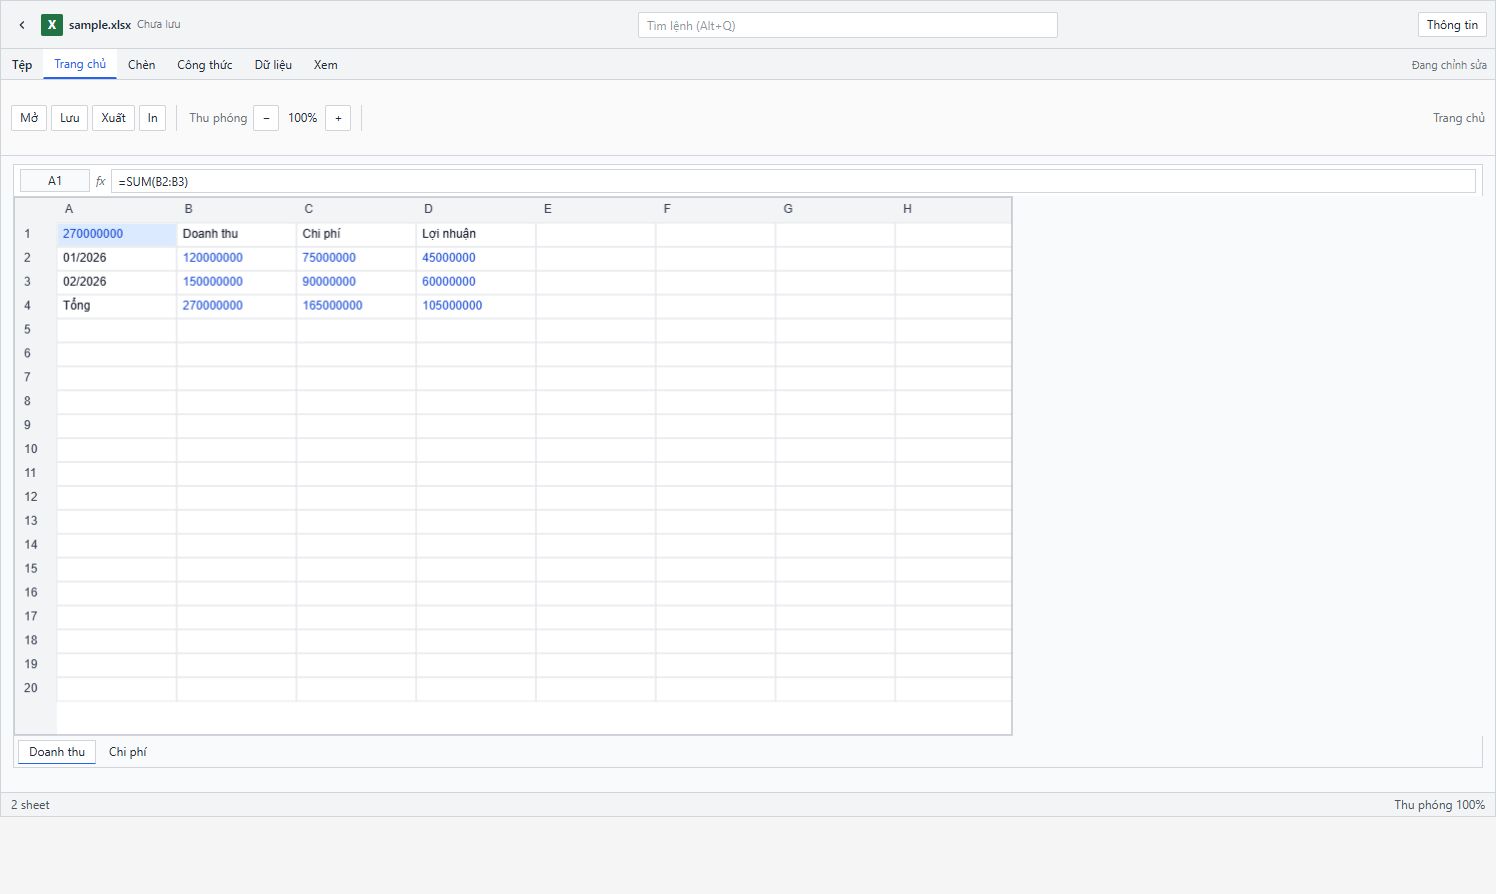 sample.xlsx Chưa lưu
Tìm lệnh (Alt+Q)
Thông tin
Tệp Trang chủ Chèn Công thức Dữ liệu Xem
Đang chỉnh sửa
Mở Lưu Xuất In Thu phóng − 100% +
Trang chủ
A1 fx =SUM(B2:B3)
A B C D E F G H
1 270000000 Doanh thu Chi phí Lợi nhuận
2 01/2026 120000000 75000000 45000000
3 02/2026 150000000 90000000 60000000
4 Tổng 270000000 165000000 105000000
5
6
7
8
9
10
11
12
13
14
15
16
17
18
19
20
Doanh thu Chi phí
2 sheet
Thu phóng 100%